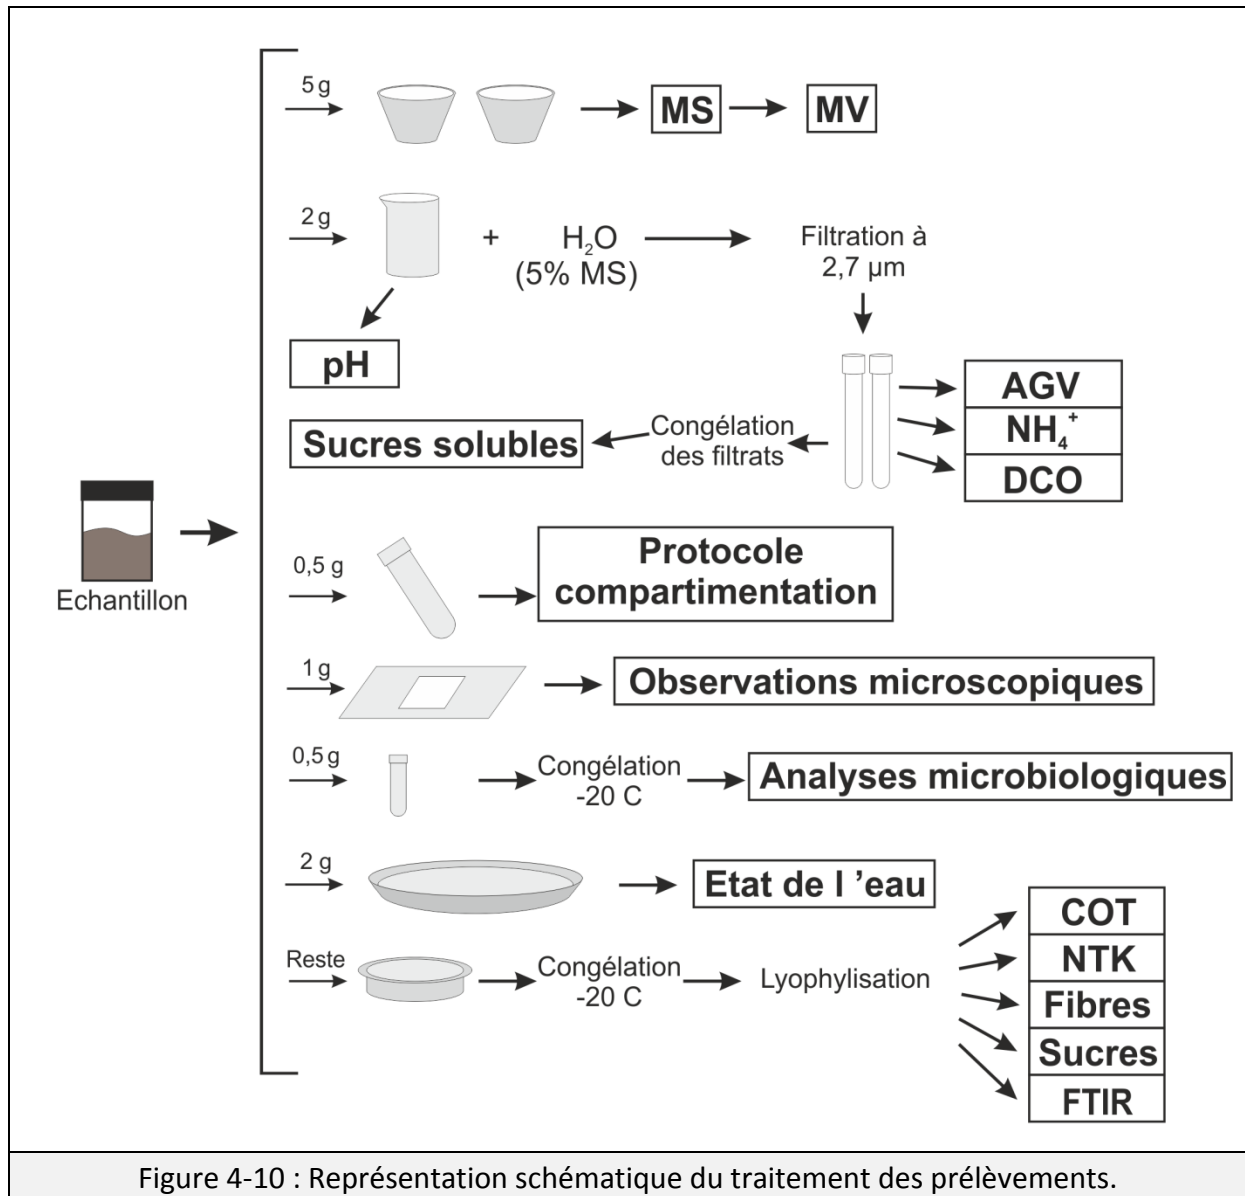 Echantillon
5 g
MS
MV
2 g
+
H₂O
(5% MS)
Filtration à
2,7 µm
pH
AGV
NH₄⁺
DCO
Congélation
des filtrats
Sucres solubles
0,5 g
Protocole
compartimentation
1 g
Observations microscopiques
0,5 g
Congélation
-20 C
Analyses microbiologiques
2 g
Etat de l 'eau
Reste
Congélation
-20 C
Lyophylisation
COT
NTK
Fibres
Sucres
FTIR
Figure 4-10 : Représentation schématique du traitement des prélèvements.